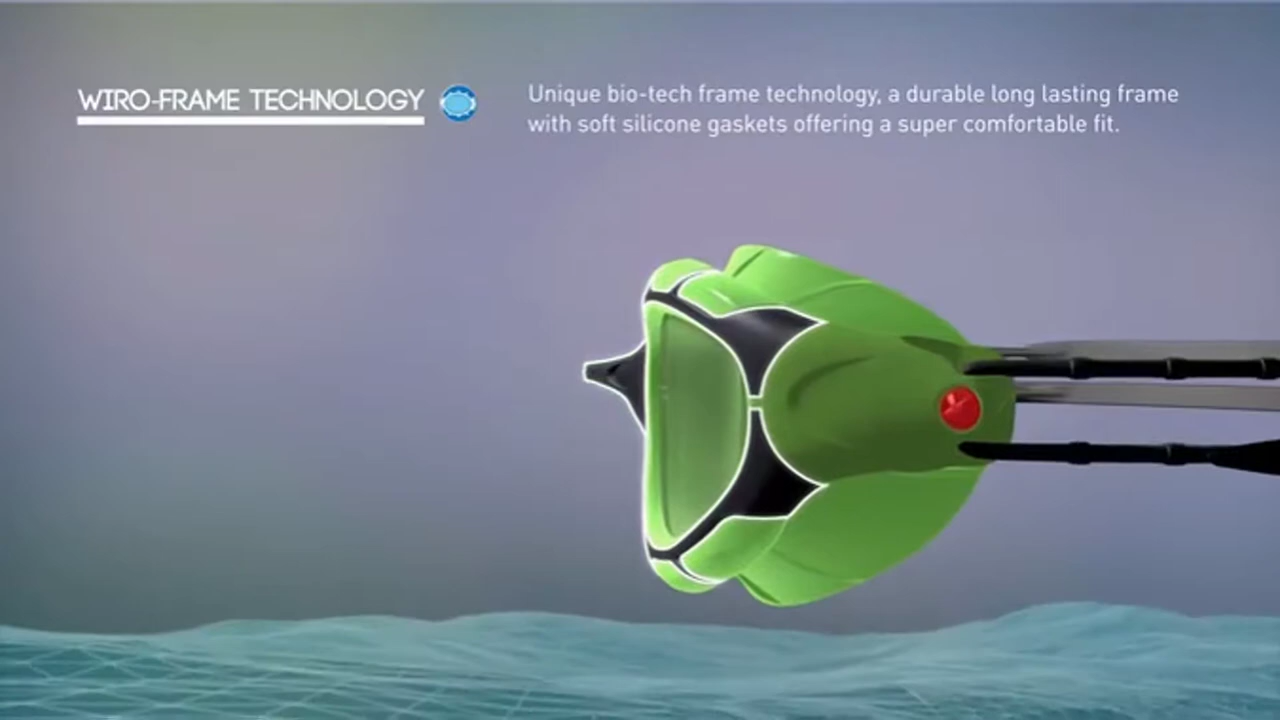 WIRO-FRAME TECHNOLOGY
Unique bio-tech frame technology, a durable long lasting frame
with soft silicone gaskets offering a super comfortable fit.